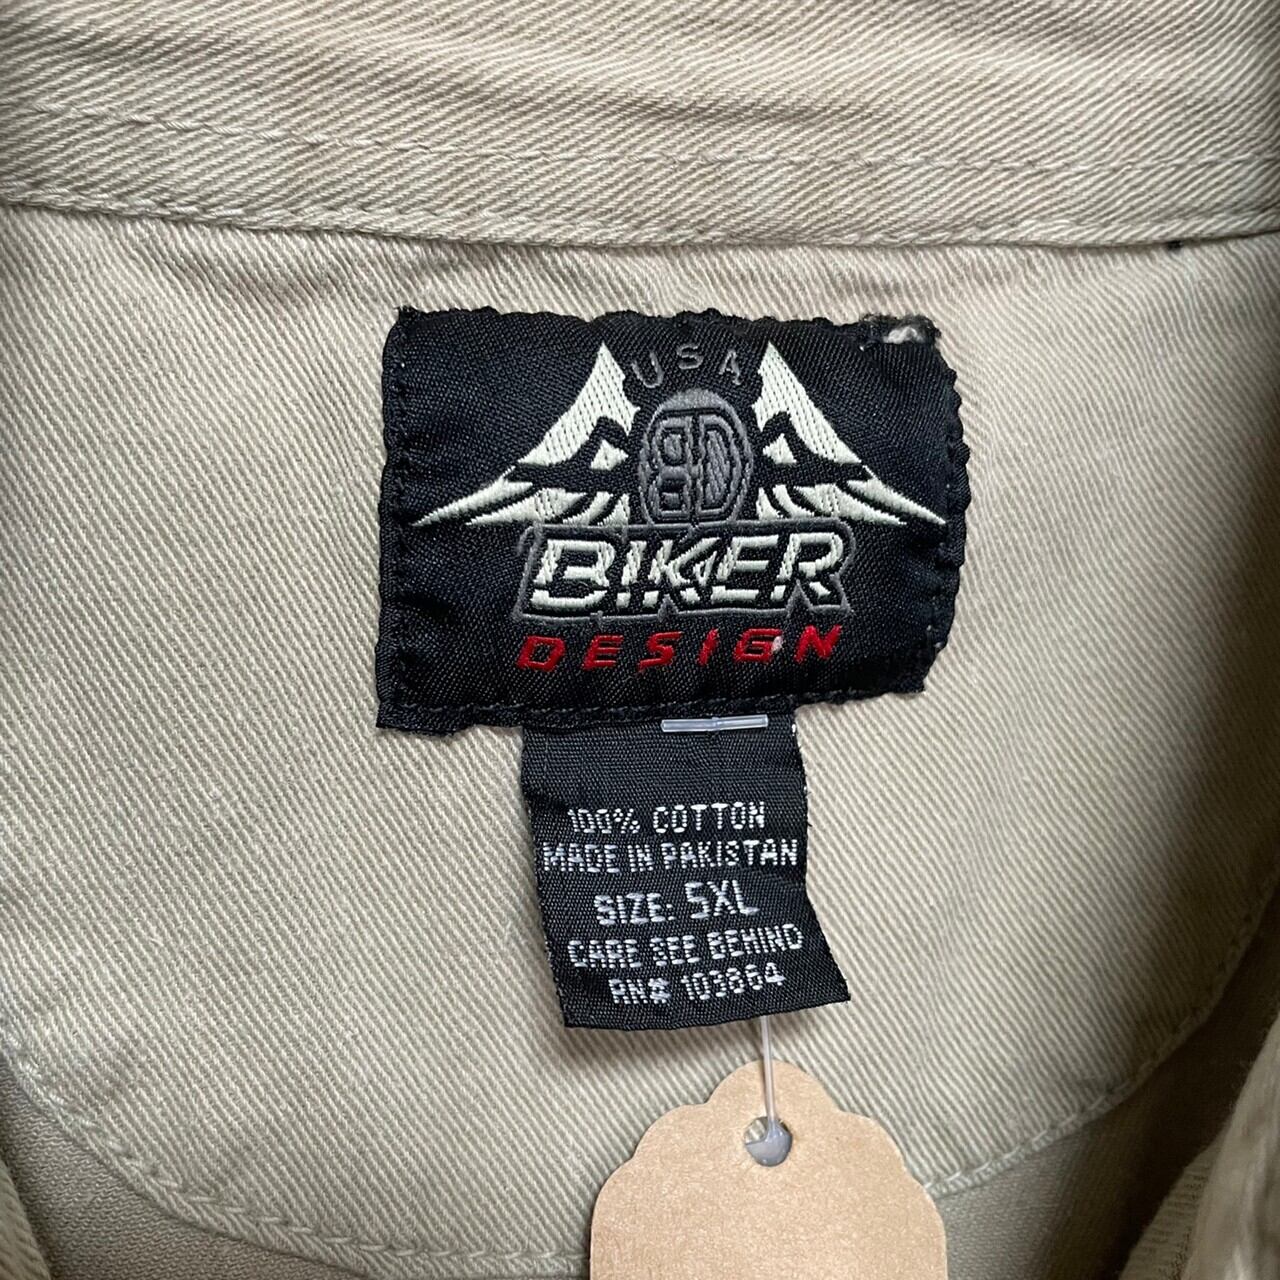 USA
BD
BIKER
DESIGN
100% COTTON
MADE IN PAKISTAN
SIZE: 5XL
CARE SEE BEHIND
RN# 103864